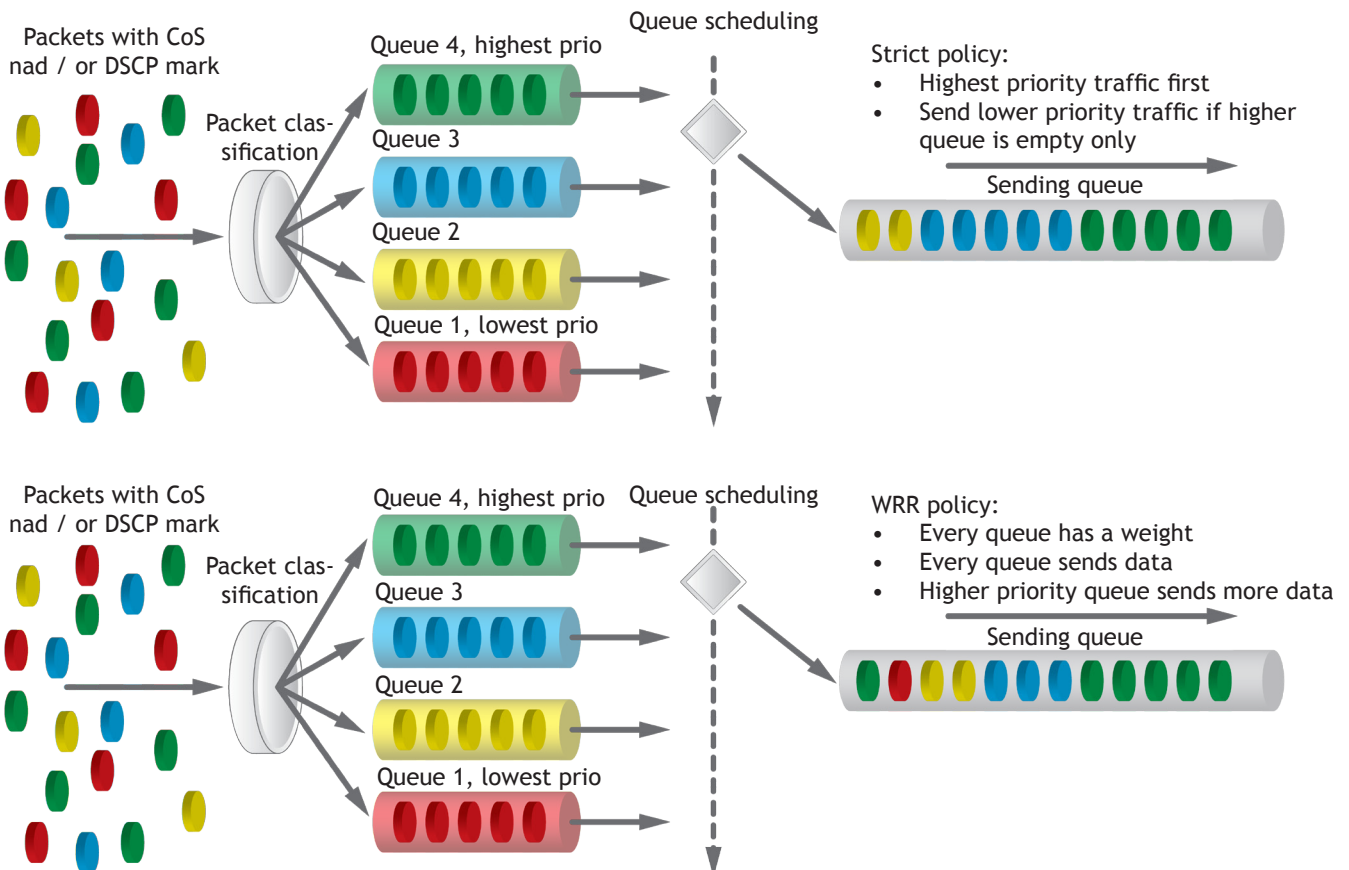 Packets with CoS
nad / or DSCP mark
Packet clas-
sification
Queue 4, highest prio
Queue 3
Queue 2
Queue 1, lowest prio
Queue scheduling
Strict policy:
• Highest priority traffic first
• Send lower priority traffic if higher
queue is empty only
Sending queue
Packets with CoS
nad / or DSCP mark
Packet clas-
sification
Queue 4, highest prio
Queue 3
Queue 2
Queue 1, lowest prio
Queue scheduling
WRR policy:
• Every queue has a weight
• Every queue sends data
• Higher priority queue sends more data
Sending queue